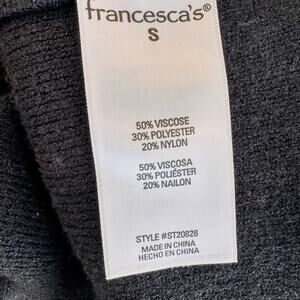 francesca's®
S
50% VISCOSE
30% POLYESTER
20% NYLON
50% VISCOSA
30% POLIÉSTER
20% NAILON
STYLE #ST20828
MADE IN CHINA
HECHO EN CHINA